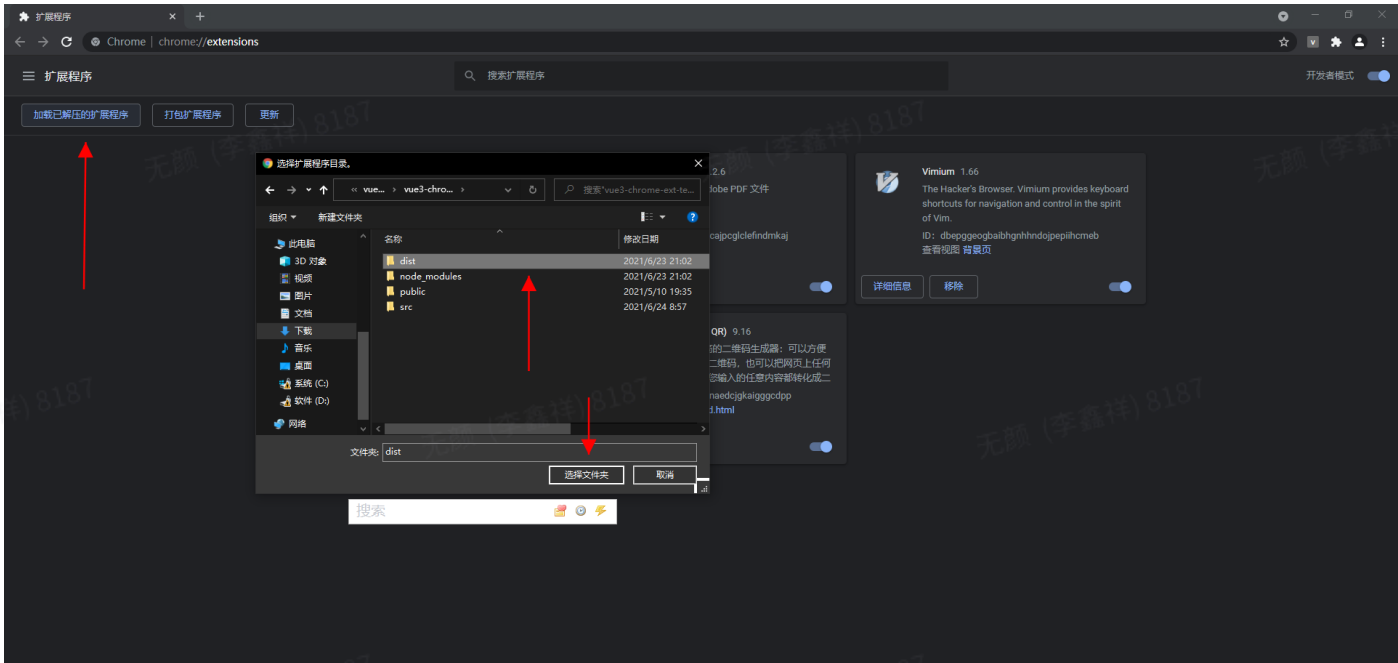 扩展程序
Chrome | chrome://extensions
扩展程序
搜索扩展程序
开发者模式
加载已解压的扩展程序
打包扩展程序
更新
选择扩展程序目录。
« vue... › vue3-chro... ›
搜索"vue3-chrome-ext-te...
组织
新建文件夹
名称
修改日期
此电脑
3D 对象
视频
图片
文档
下载
音乐
桌面
系统 (C:)
软件 (D:)
网络
dist
2021/6/23 21:02
node_modules
2021/6/23 21:02
public
2021/5/10 19:35
src
2021/6/24 8:57
文件夹:
dist
选择文件夹
取消
搜索
2.6
dobe PDF 文件
cajpcglclefindmkaj
Vimium 1.66
The Hacker's Browser. Vimium provides keyboard
shortcuts for navigation and control in the spirit
of Vim.
ID: dbepggeogbaibhgnhhndojpepiihcmeb
查看视图 背景页
详细信息
移除
QR) 9.16
的二维码生成器：可以方便
二维码，也可以把网页上任何
您输入的任意内容都转化成二
naedcjgkaigggcdpp
d.html
无颜 (李鑫祥) 8187